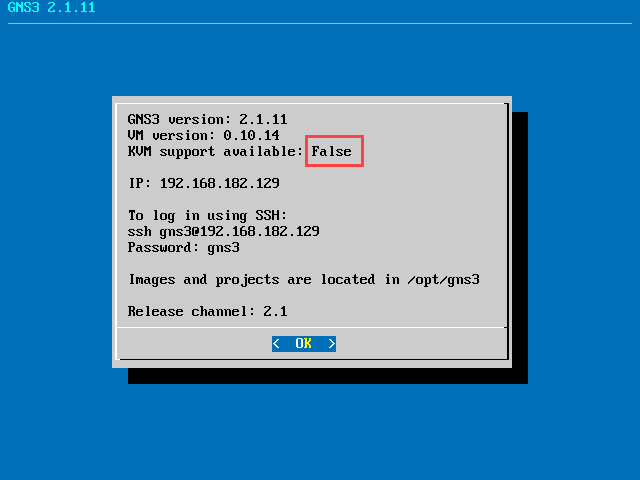 GNS3 2.1.11
GNS3 version: 2.1.11
VM version: 0.10.14
KVM support available: False
IP: 192.168.182.129
To log in using SSH:
ssh gns3@192.168.182.129
Password: gns3
Images and projects are located in /opt/gns3
Release channel: 2.1
< OK >